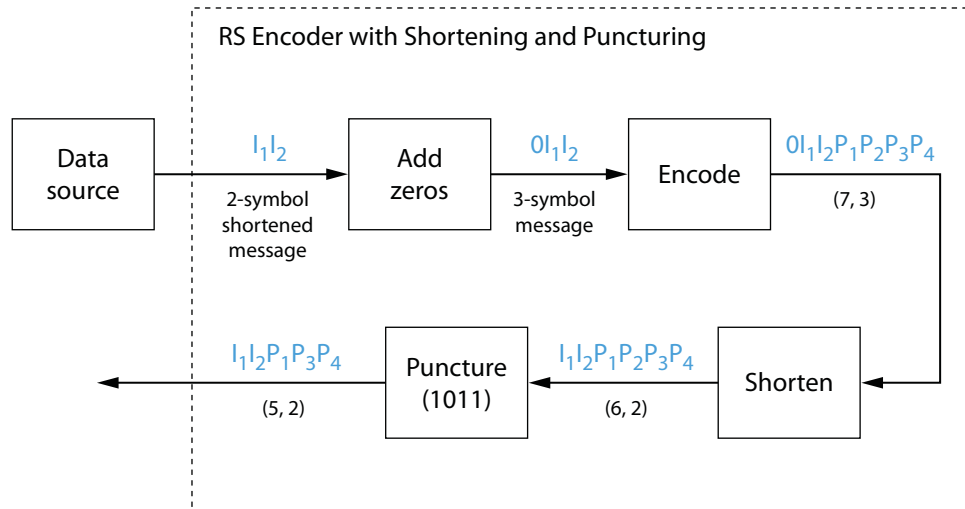 RS Encoder with Shortening and Puncturing
Data
source
I₁I₂
2-symbol
shortened
message
Add
zeros
0I₁I₂
3-symbol
message
Encode
0I₁I₂P₁P₂P₃P₄
(7, 3)
I₁I₂P₁P₃P₄
(5, 2)
Puncture
(1011)
I₁I₂P₁P₂P₃P₄
(6, 2)
Shorten